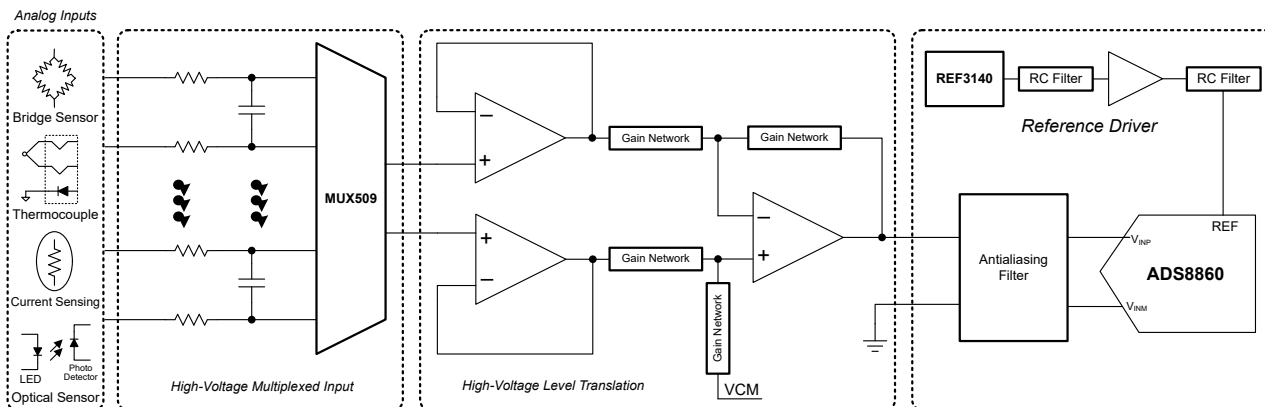 Analog Inputs
Bridge Sensor
Thermocouple
Current Sensing
LED
Photo
Detector
Optical Sensor
MUX509
High-Voltage Multiplexed Input
−
+
+
−
Gain Network
Gain Network
Gain Network
Gain Network
−
+
VCM
High-Voltage Level Translation
REF3140
RC Filter
RC Filter
Reference Driver
Antialiasing
Filter
VINP
REF
ADS8860
VINM